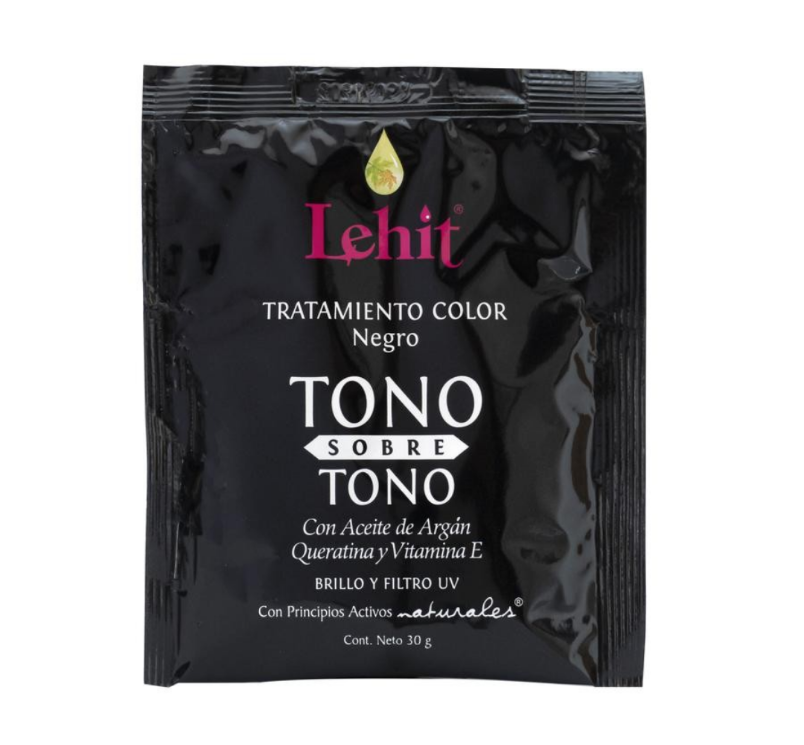 Lehit®
TRATAMIENTO COLOR
Negro
TONO
SOBRE
TONO
Con Aceite de Argán
Queratina y Vitamina E
BRILLO Y FILTRO UV
Con Principios Activos naturales®
Cont. Neto 30 g